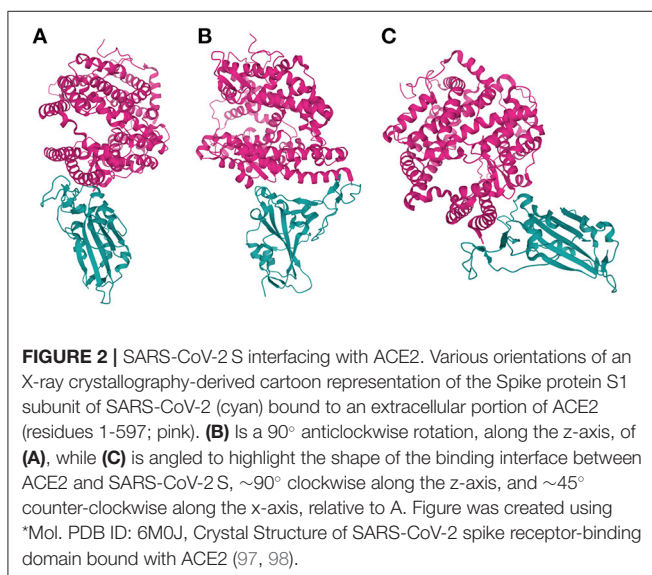 A
B
C
FIGURE 2 | SARS-CoV-2 S interfacing with ACE2. Various orientations of an
X-ray crystallography-derived cartoon representation of the Spike protein S1
subunit of SARS-CoV-2 (cyan) bound to an extracellular portion of ACE2
(residues 1-597; pink). (B) Is a 90° anticlockwise rotation, along the z-axis, of
(A), while (C) is angled to highlight the shape of the binding interface between
ACE2 and SARS-CoV-2 S, ~90° clockwise along the z-axis, and ~45°
counter-clockwise along the x-axis, relative to A. Figure was created using
*Mol. PDB ID: 6M0J, Crystal Structure of SARS-CoV-2 spike receptor-binding
domain bound with ACE2 (97, 98).